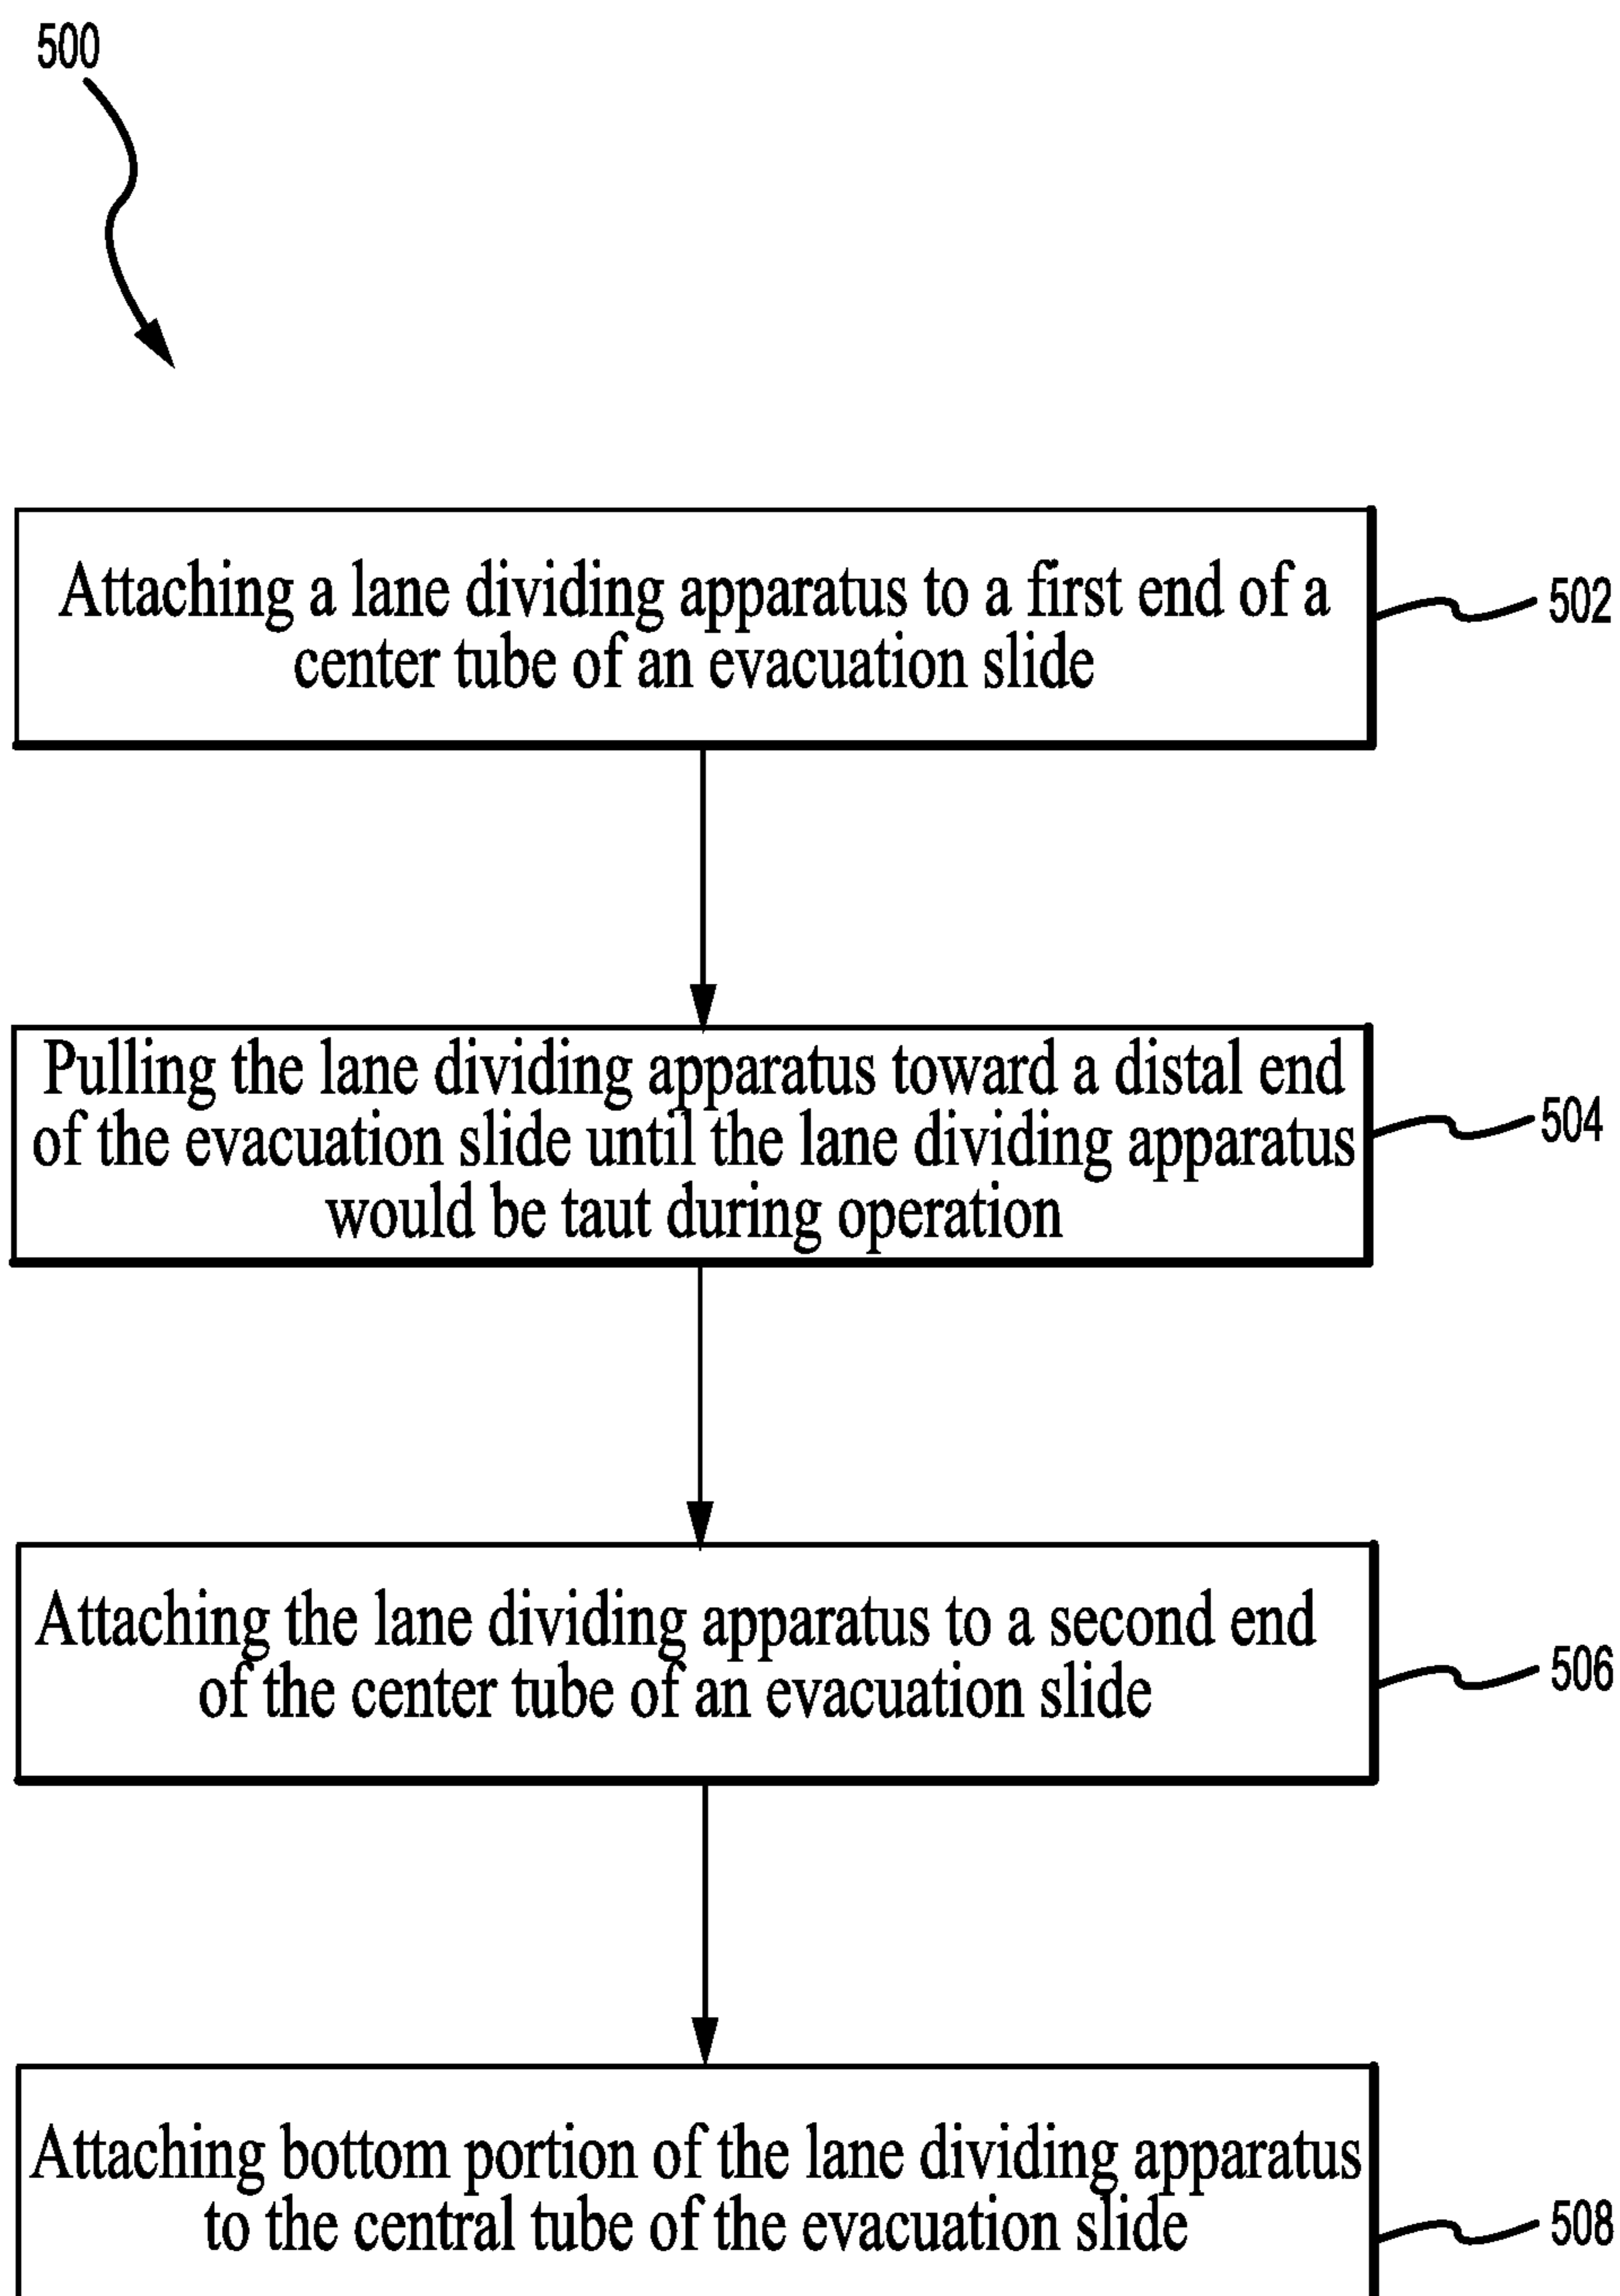 500
Attaching a lane dividing apparatus to a first end of a
center tube of an evacuation slide
502
Pulling the lane dividing apparatus toward a distal end
of the evacuation slide until the lane dividing apparatus
would be taut during operation
504
Attaching the lane dividing apparatus to a second end
of the center tube of an evacuation slide
506
Attaching bottom portion of the lane dividing apparatus
to the central tube of the evacuation slide
508